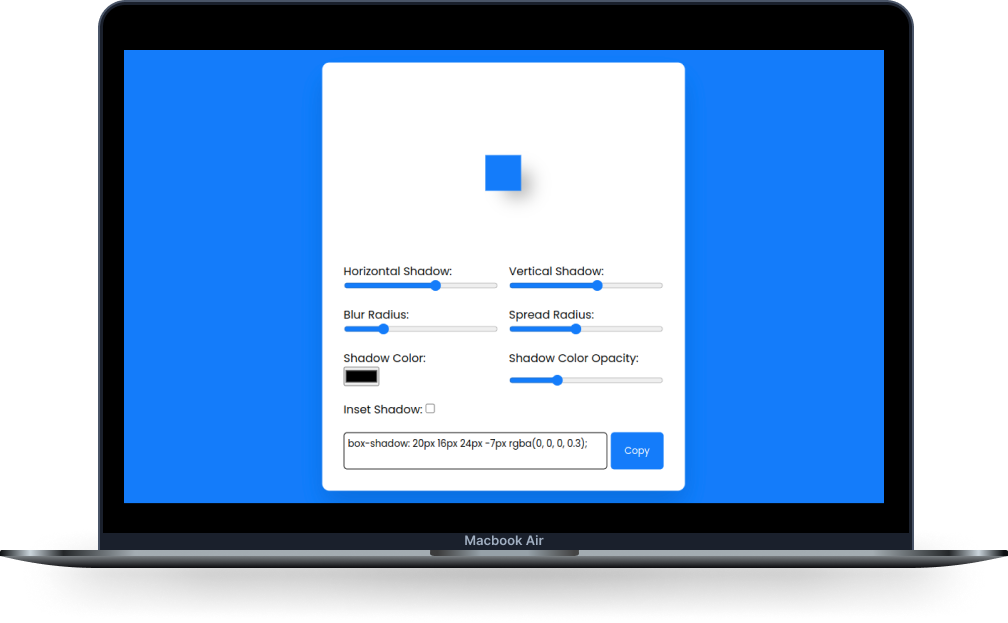 Horizontal Shadow:
Vertical Shadow:
Blur Radius:
Spread Radius:
Shadow Color:
Shadow Color Opacity:
Inset Shadow:
box-shadow: 20px 16px 24px -7px rgba(0, 0, 0, 0.3);
Copy
Macbook Air